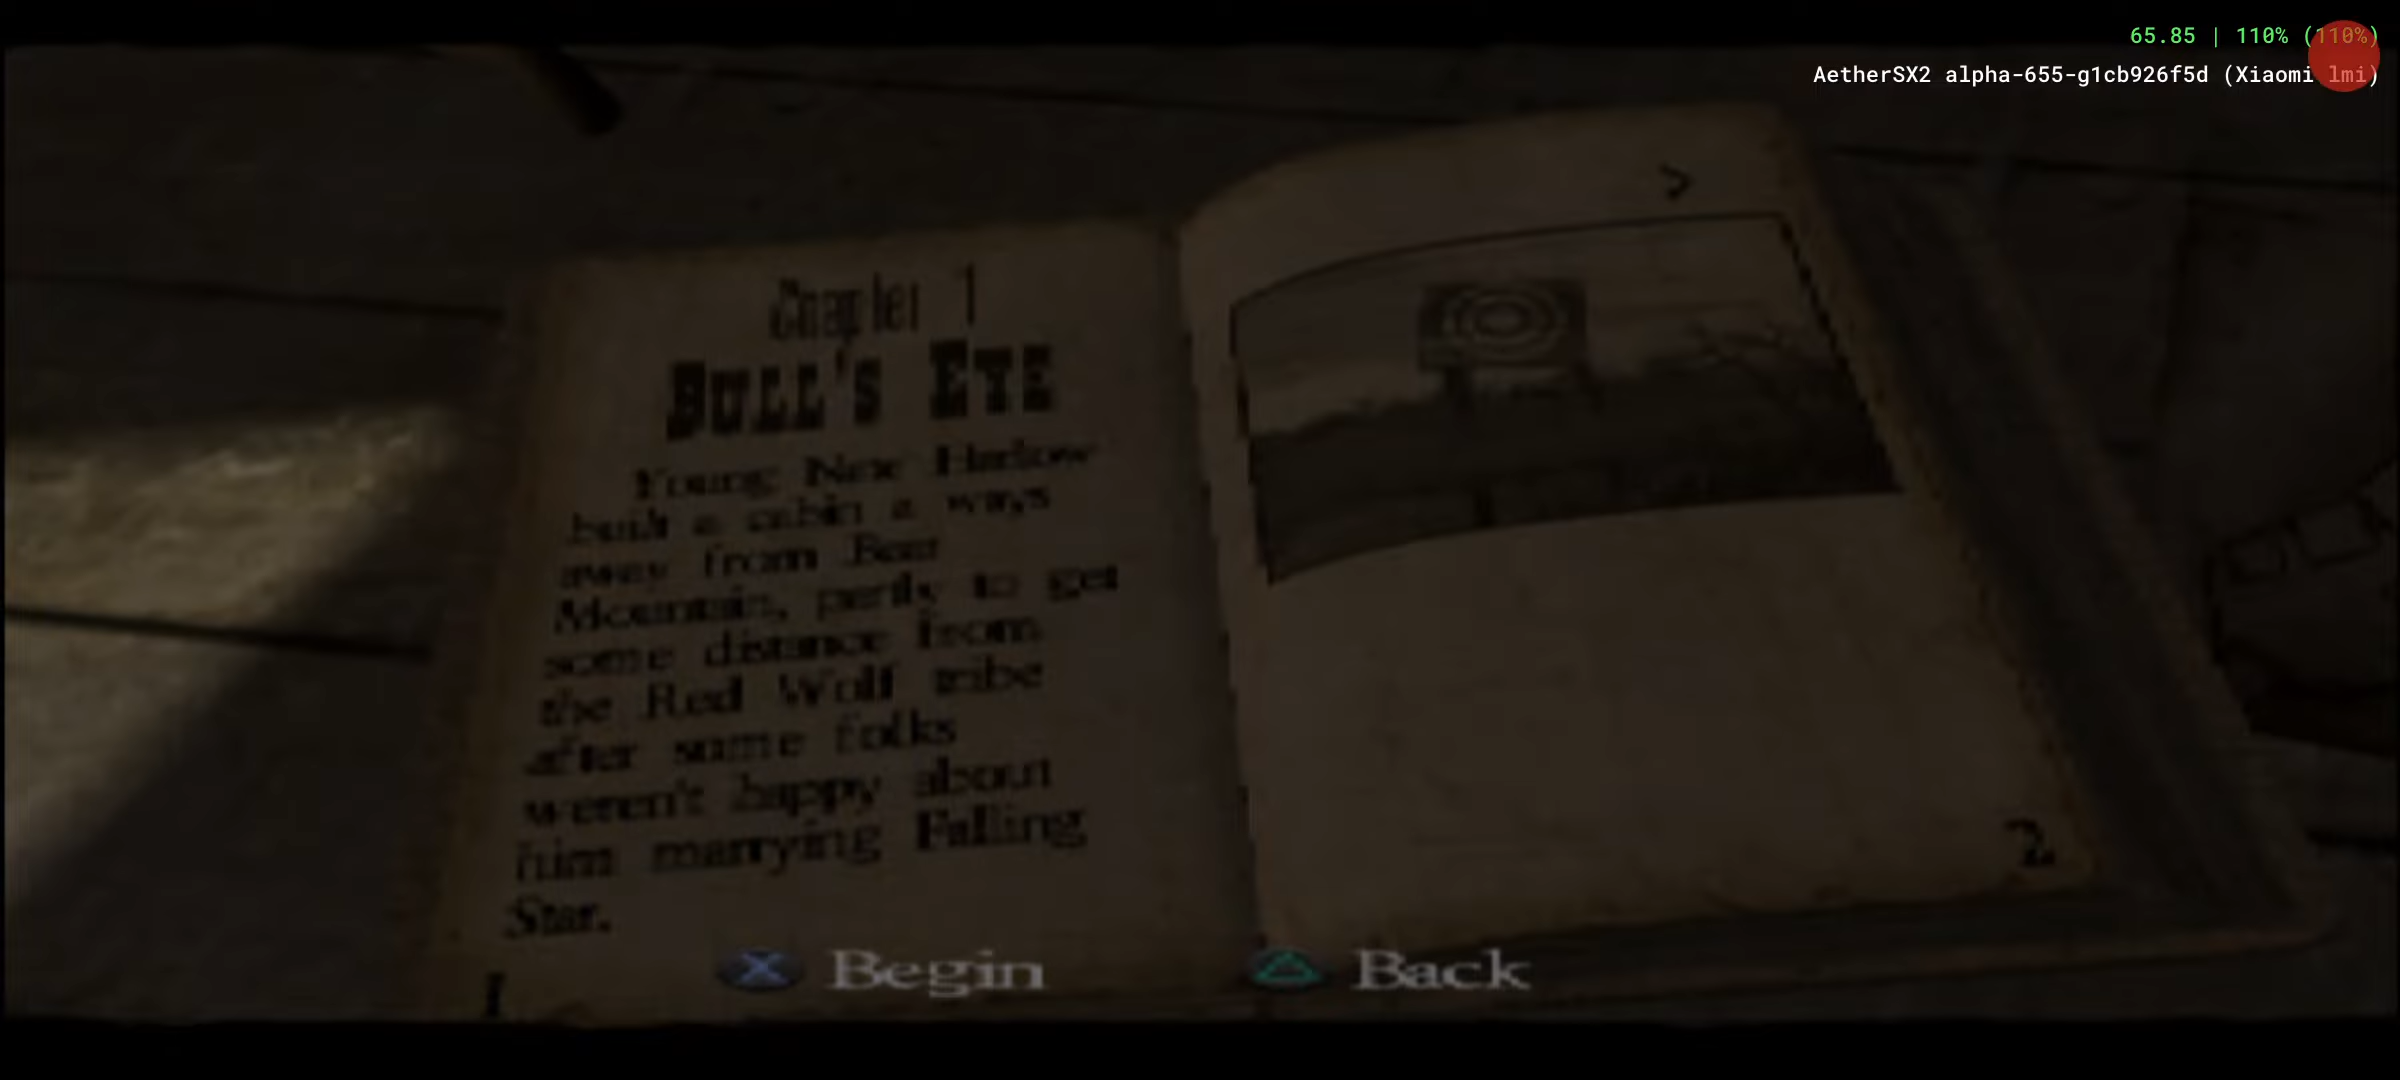 65.85 | 110% (110%)
AetherSX2 alpha-655-g1cb926f5d (Xiaomi lmi)
>
Chapter 1
BULL'S EYE
Young Ned Harlow
built a cabin a ways
away from Bear
Mountain, partly to get
some distance from
the Red Wolf tribe
after some folks
weren't happy about
him marrying Falling
Star.
1
2
X Begin
Back